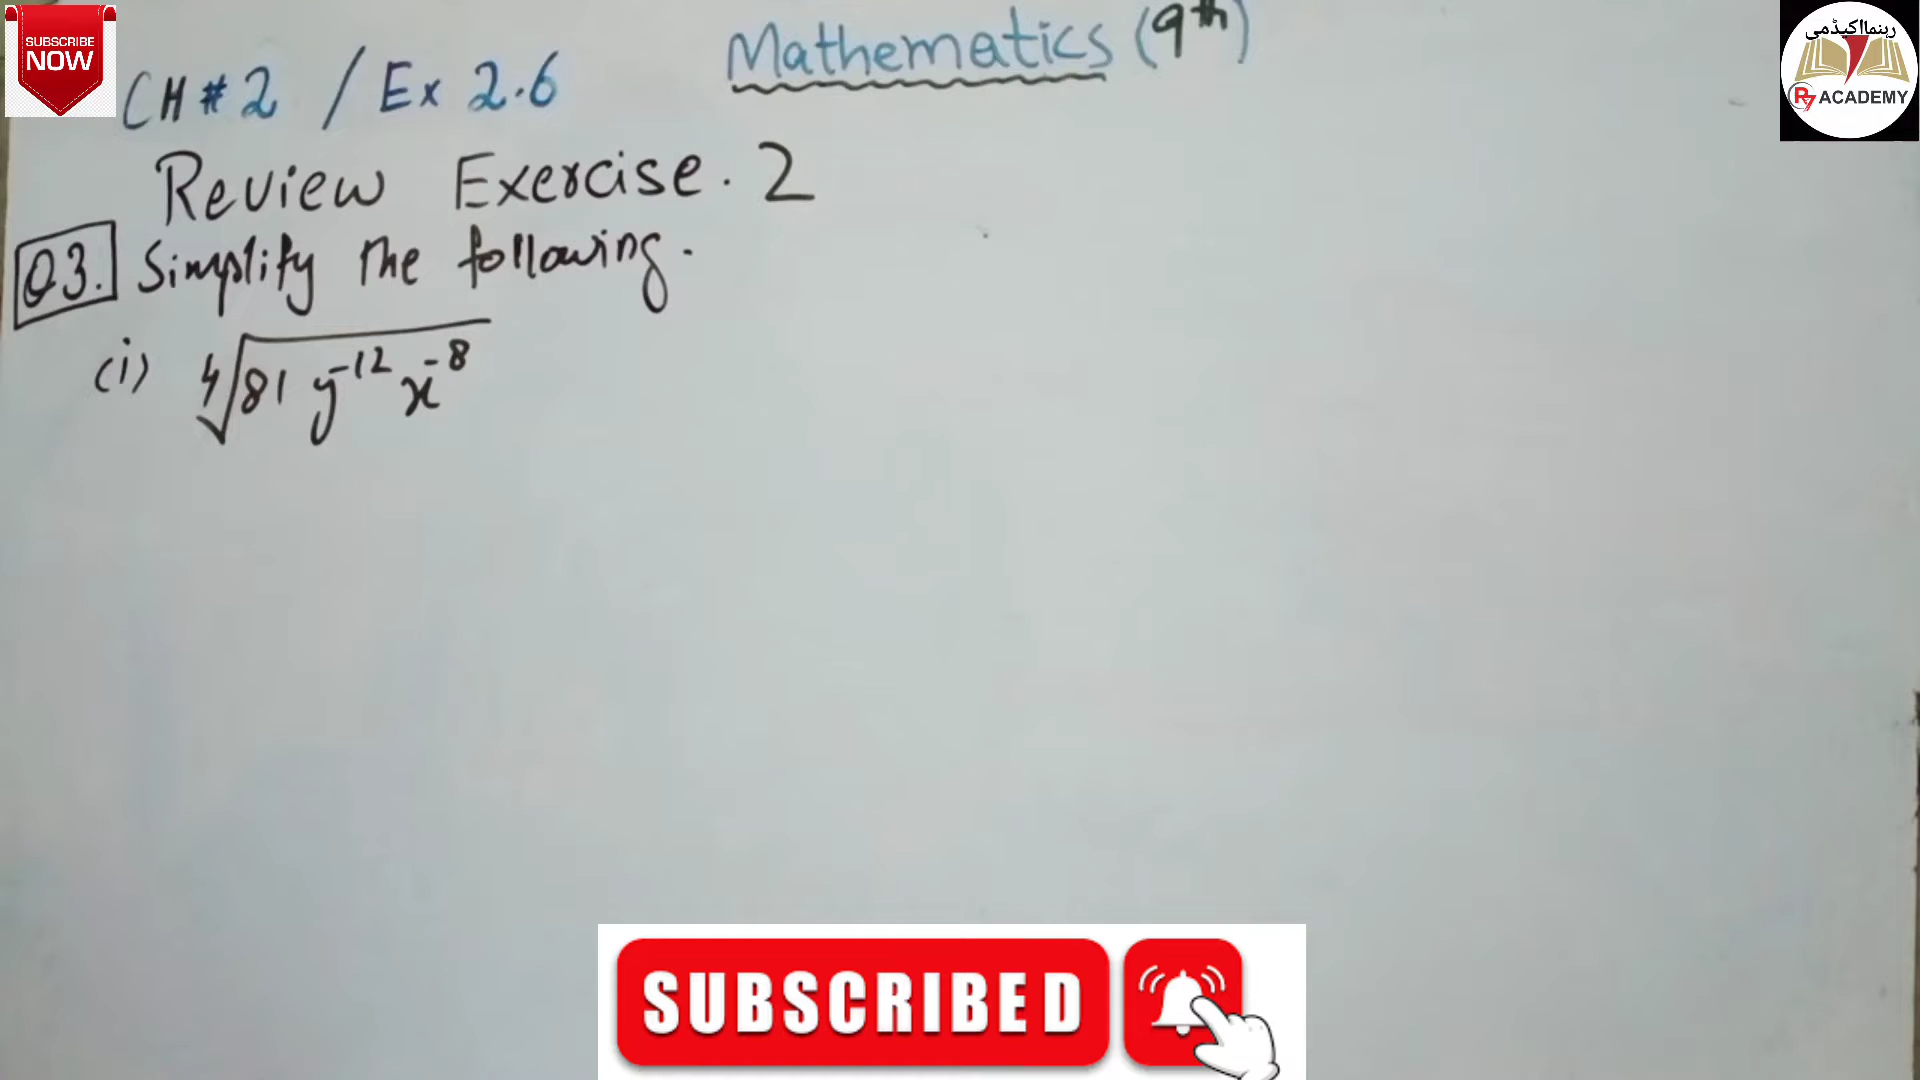 SUBSCRIBE
NOW
Mathematics (9th)
رہنما اکیڈمی
R7 ACADEMY
CH # 2 / Ex 2.6
Review Exercise. 2
Q3. Simplify the following.
(i) ∜(81 y⁻¹² x⁻⁸)
SUBSCRIBED